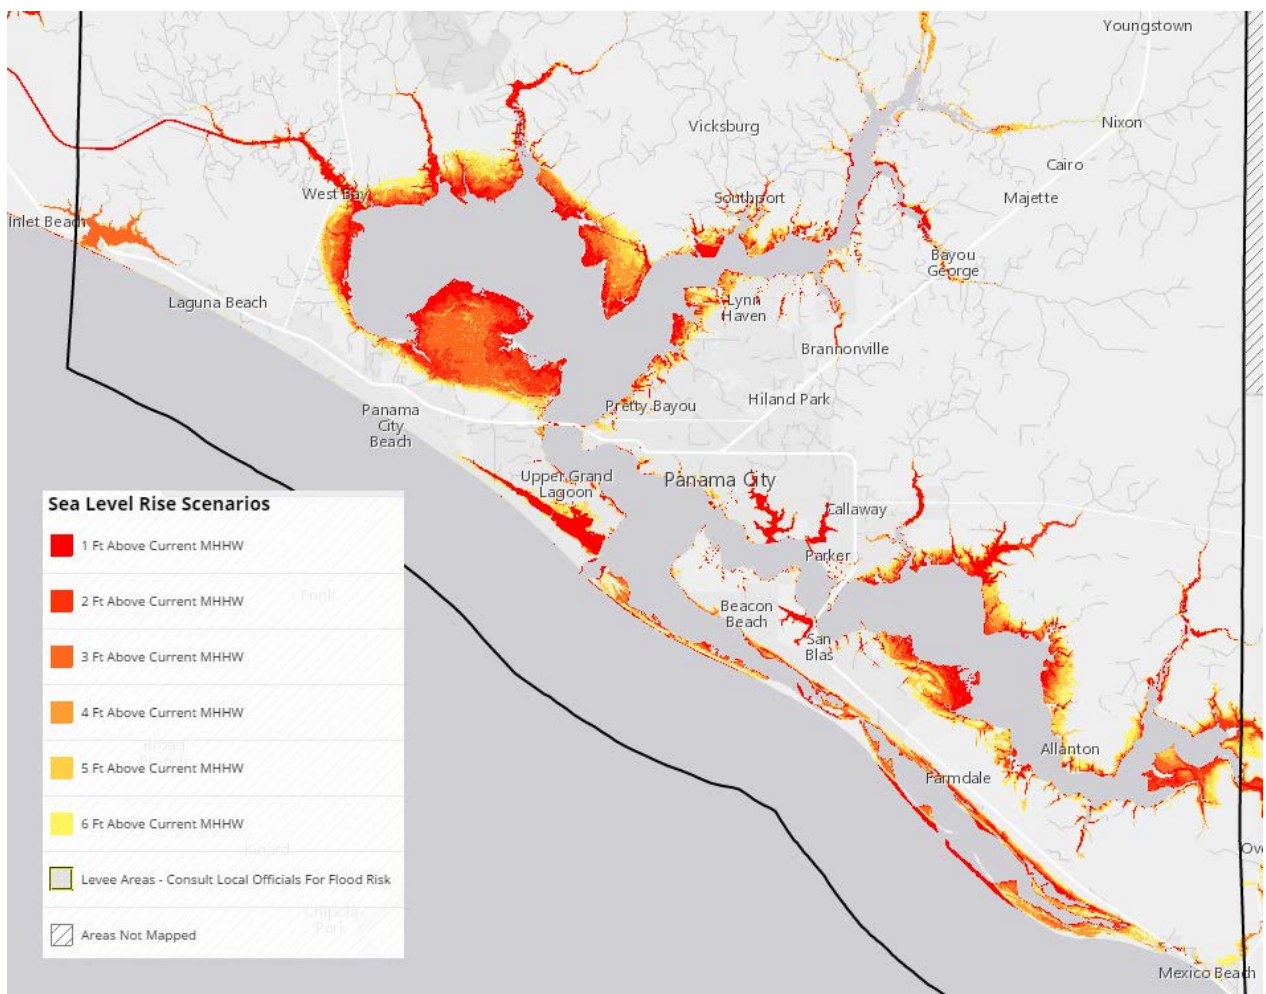 Youngstown
Vicksburg
Nixon
Cairo
West Bay
Southport
Majette
Inlet Beach
Bayou
George
Laguna Beach
Lynn
Haven
Brannonville
Panama
City
Beach
Pretty Bayou
Hiland Park
Upper Grand
Lagoon
Panama City
Callaway
Parker
Beacon
Beach
San
Blas
Allanton
Farmdale
Mexico Beach
Sea Level Rise Scenarios
1 Ft Above Current MHHW
2 Ft Above Current MHHW
3 Ft Above Current MHHW
4 Ft Above Current MHHW
5 Ft Above Current MHHW
6 Ft Above Current MHHW
Kinard
Levee Areas - Consult Local Officials For Flood Risk
Chipola
Park
Areas Not Mapped